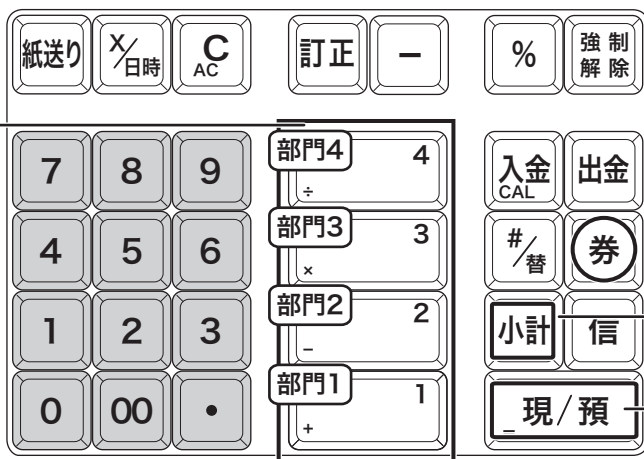 紙送り X/日時 C AC 訂正 − % 強制解除
7 8 9 部門4 4 ÷ 入金 CAL 出金
4 5 6 部門3 3 × #/替 券
1 2 3 部門2 2 − 小計 信
0 00 • 部門1 1 + 現/預